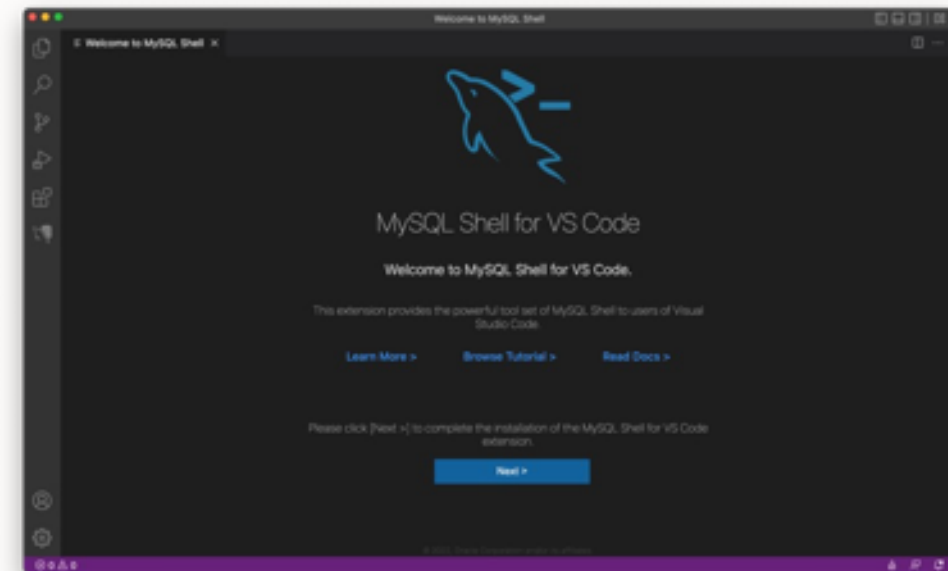 Welcome to MySQL Shell
Welcome to MySQL Shell ×
>_
MySQL Shell for VS Code
Welcome to MySQL Shell for VS Code.
This extension provides the powerful tool set of MySQL Shell to users of Visual
Studio Code.
Learn More > Browse Tutorial > Read Docs >
Please click [Next >] to complete the installation of the MySQL Shell for VS Code
extension.
Next >
0 0